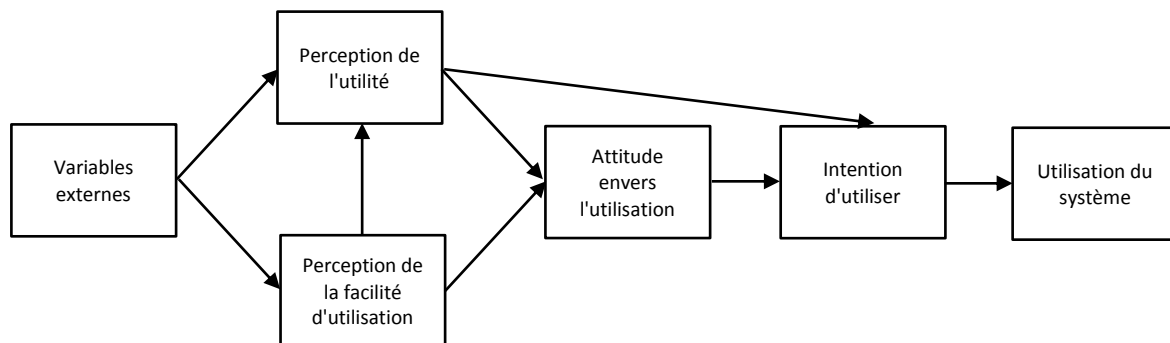 Perception de
l'utilité
Variables
externes
Perception de
la facilité
d'utilisation
Attitude
envers
l'utilisation
Intention
d'utiliser
Utilisation du
système